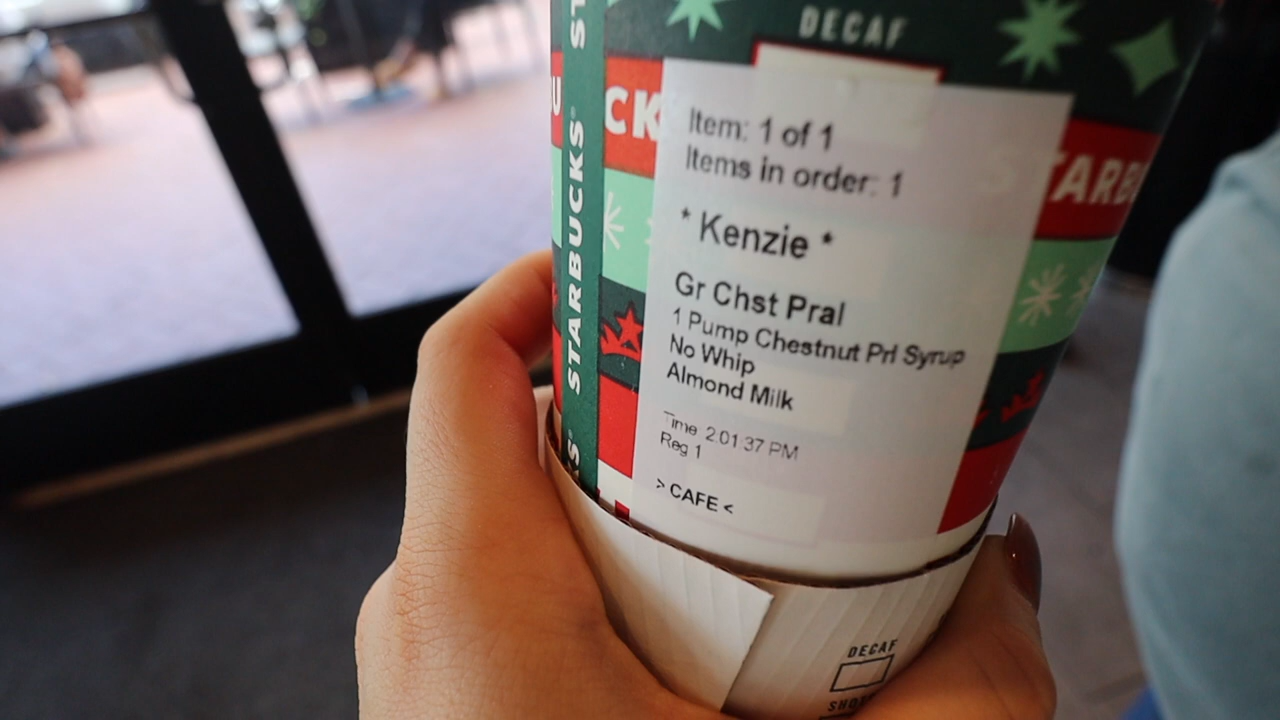 DECAF
STARBUCKS
Item: 1 of 1
Items in order: 1
* Kenzie *
Gr Chst Pral
1 Pump Chestnut Prl Syrup
No Whip
Almond Milk
Time 2:01:37 PM
Reg 1
> CAFE <
DECAF